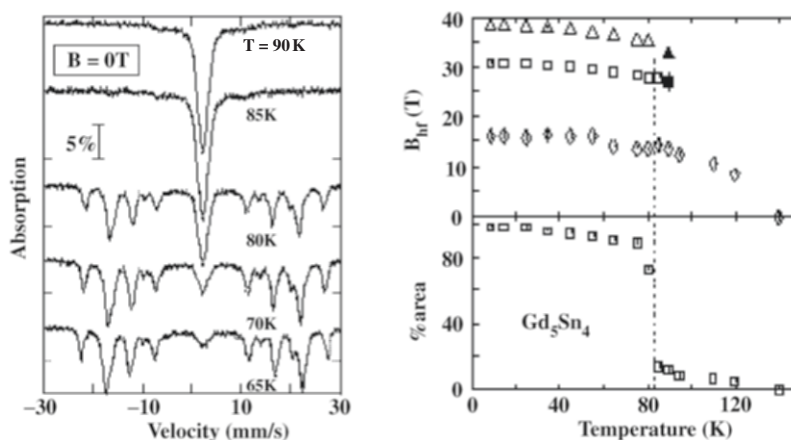 T = 90 K
B = 0T
85K
5%
80K
70K
65K
Absorption
−30
−10
10
30
Velocity (mm/s)
40
30
20
10
0
B_hf (T)
80
40
0
% area
Gd₅Sn₄
0
40
80
120
Temperature (K)